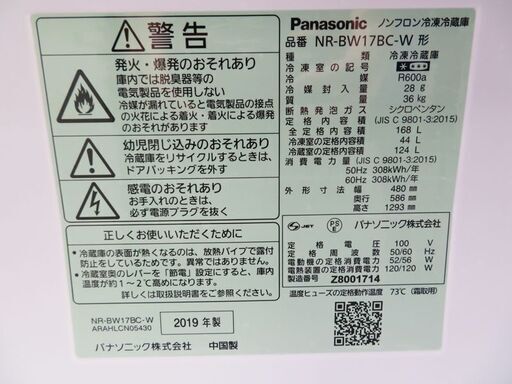 警告
発火・爆発のおそれあり
庫内では脱臭器等の
電気製品を使用しない
冷媒が漏れていると電気製品の接点
の火花による着火・爆発のおそれあり
幼児閉じ込めのおそれあり
冷蔵庫をリサイクルするときは、
ドアパッキングをはずす
感電のおそれあり
お手入れのときは、
必ず電源プラグを抜く
正しくお使いいただくために
・冷蔵庫の表面が熱くなるのは、放熱パイプで露付
防止をしているためで、異常ではありません。
・冷蔵室奥のレバーを「節電」設定にすると、庫内温
度が約1～2℃高めになります。
詳しくは取扱説明書をご覧ください。
NR-BW17BC-W
ARAHLCN05430
2019年製
パナソニック株式会社 中国製
Panasonic ノンフロン冷凍冷蔵庫
品番 NR-BW17BC-W 形
種類 冷凍冷蔵庫
冷凍室の記号
冷媒 R600a
冷媒封入量 28 g
質量 36 kg
断熱発泡ガス シクロペンタン
定格内容積 (JIS C 9801-3:2015)
全定格内容積 168 L
冷凍室内容積 44 L
冷蔵室内容積 124 L
消費電力量 (JIS C 9801-3:2015)
50Hz 308kWh/年
60Hz 308kWh/年
外形寸法 幅 480 mm
奥行 586 mm
高さ 1293 mm
JET PSE パナソニック株式会社
定格電圧 100 V
定格周波数 50/60 Hz
電動機の定格消費電力 52/56 W
電熱装置の定格消費電力 120/120 W
製造番号 Z8001714
温度ヒューズの定格動作温度 73℃ (霜取用)